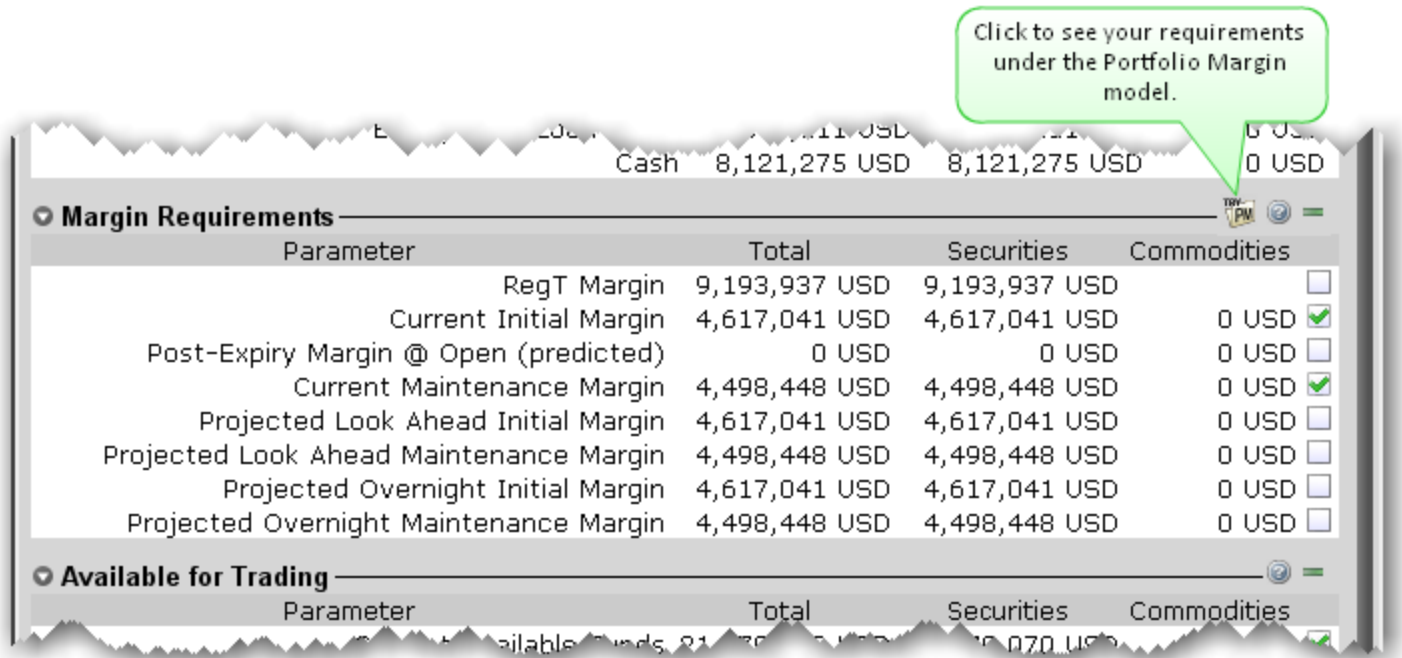 Click to see your requirements
under the Portfolio Margin
model.
Cash 8,121,275 USD 8,121,275 USD 0 USD
Margin Requirements
TRY PM
Parameter Total Securities Commodities
RegT Margin 9,193,937 USD 9,193,937 USD
Current Initial Margin 4,617,041 USD 4,617,041 USD 0 USD
Post-Expiry Margin @ Open (predicted) 0 USD 0 USD 0 USD
Current Maintenance Margin 4,498,448 USD 4,498,448 USD 0 USD
Projected Look Ahead Initial Margin 4,617,041 USD 4,617,041 USD 0 USD
Projected Look Ahead Maintenance Margin 4,498,448 USD 4,498,448 USD 0 USD
Projected Overnight Initial Margin 4,617,041 USD 4,617,041 USD 0 USD
Projected Overnight Maintenance Margin 4,498,448 USD 4,498,448 USD 0 USD
Available for Trading
Parameter Total Securities Commodities